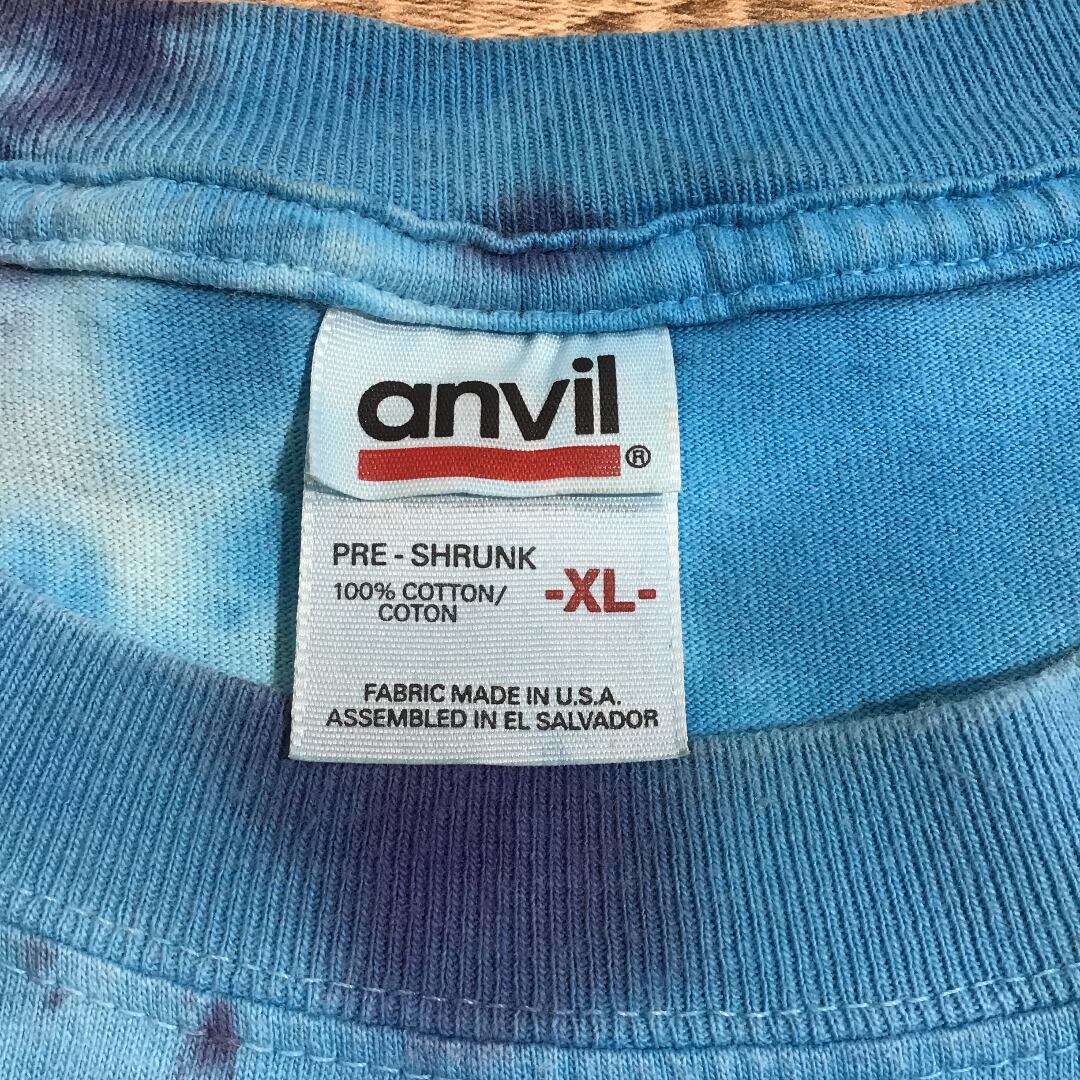 anvil®
PRE - SHRUNK
100% COTTON/
COTON
-XL-
FABRIC MADE IN U.S.A.
ASSEMBLED IN EL SALVADOR